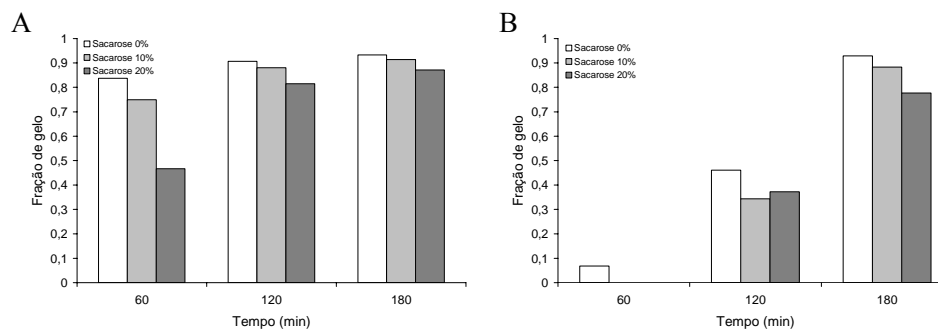 A
Fração de gelo
1
0,9
0,8
0,7
0,6
0,5
0,4
0,3
0,2
0,1
0
Sacarose 0%
Sacarose 10%
Sacarose 20%
60 120 180
Tempo (min)
B
Fração de gelo
1
0,9
0,8
0,7
0,6
0,5
0,4
0,3
0,2
0,1
0
Sacarose 0%
Sacarose 10%
Sacarose 20%
60 120 180
Tempo (min)